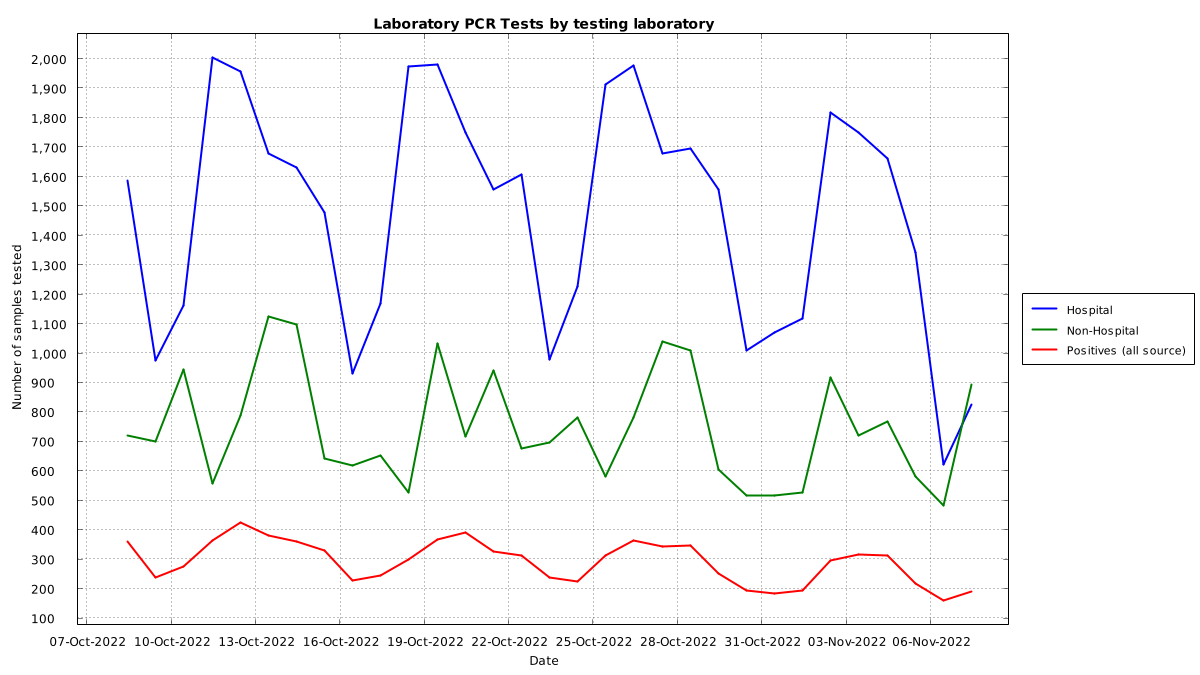 Laboratory PCR Tests by testing laboratory
2,000
1,900
1,800
1,700
1,600
1,500
1,400
1,300
1,200
1,100
1,000
900
800
700
600
500
400
300
200
100
Number of samples tested
07-Oct-2022 10-Oct-2022 13-Oct-2022 16-Oct-2022 19-Oct-2022 22-Oct-2022 25-Oct-2022 28-Oct-2022 31-Oct-2022 03-Nov-2022 06-Nov-2022
Date
Hospital
Non-Hospital
Positives (all source)